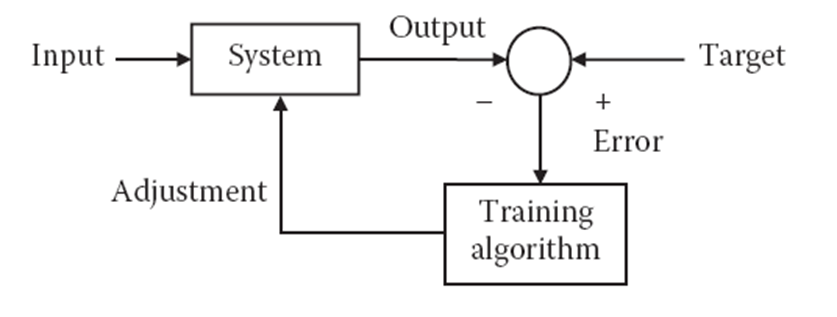 Output
Input
System
Target
−
+
Error
Adjustment
Training
algorithm